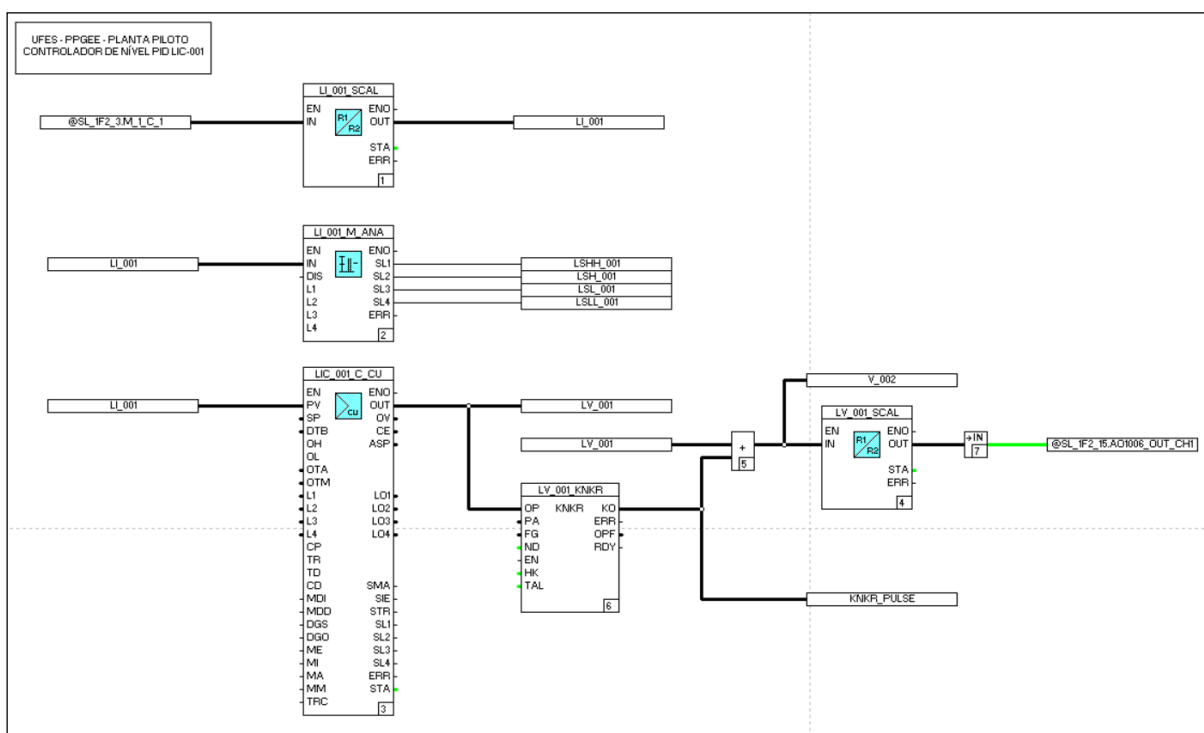 UFES - PPGEE - PLANTA PILOTO
CONTROLADOR DE NÍVEL PID LIC-001
LI_001_SCAL
EN ENO
@SL_1F2_3.M_1_C_1 IN R1/R2 OUT LI_001
STA
ERR
1
LI_001_M_ANA
EN ENO
LI_001 IN SL1 LSHH_001
DIS SL2 LSH_001
L1 SL3 LSL_001
L2 SL4 LSLL_001
L3 ERR
L4
2
LIC_001_C_CU
EN ENO
LI_001 PV CU OUT LV_001
SP OV
DTB CE
OH ASP
OL
OTA
OTM
L1 LO1
L2 LO2
L3 LO3
L4 LO4
CP
TR
TD
CD SMA
MDI SIE
MDD STR
DGS SL1
DGO SL2
ME SL3
MI SL4
MA ERR
MM STA
TRC
3
LV_001
+
5
V_002
LV_001_SCAL
EN ENO
IN R1/R2 OUT
STA
ERR
4
→IN
7
@SL_1F2_15.AO1006_OUT_CH1
LV_001_KNKR
OP KNKR KO
PA ERR
FG OPF
ND RDY
EN
HK
TAL
6
KNKR_PULSE